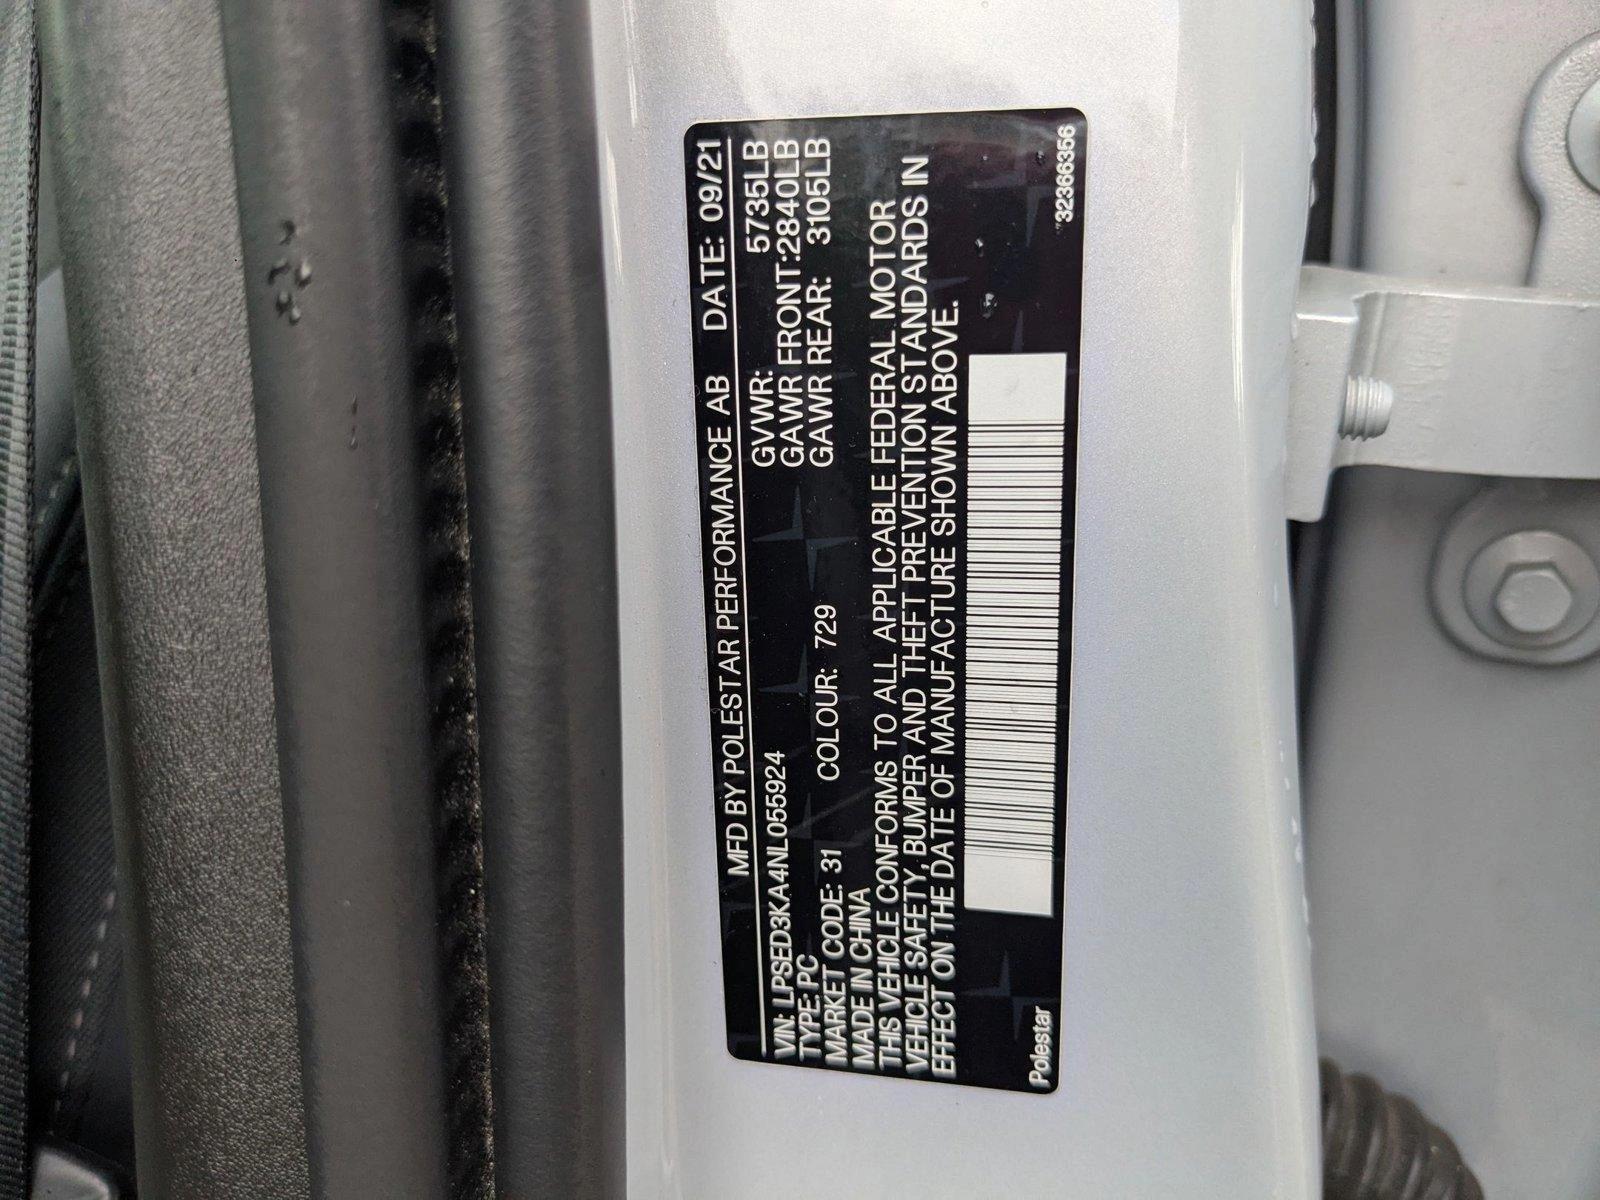 MFD BY POLESTAR PERFORMANCE AB DATE: 09/21
VIN: LPSED3KA4NL055924 GVWR: 5735LB
TYPE: PC GAWR FRONT:2840LB
MARKET CODE: 31 COLOUR: 729 GAWR REAR: 3105LB
MADE IN CHINA
THIS VEHICLE CONFORMS TO ALL APPLICABLE FEDERAL MOTOR
VEHICLE SAFETY, BUMPER AND THEFT PREVENTION STANDARDS IN
EFFECT ON THE DATE OF MANUFACTURE SHOWN ABOVE.
Polestar 32366356